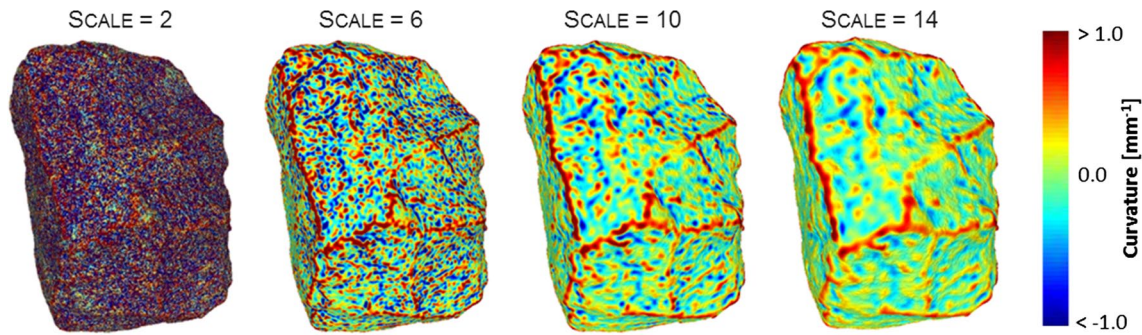 SCALE = 2
SCALE = 6
SCALE = 10
SCALE = 14
> 1.0
0.0
< -1.0
Curvature [mm⁻¹]